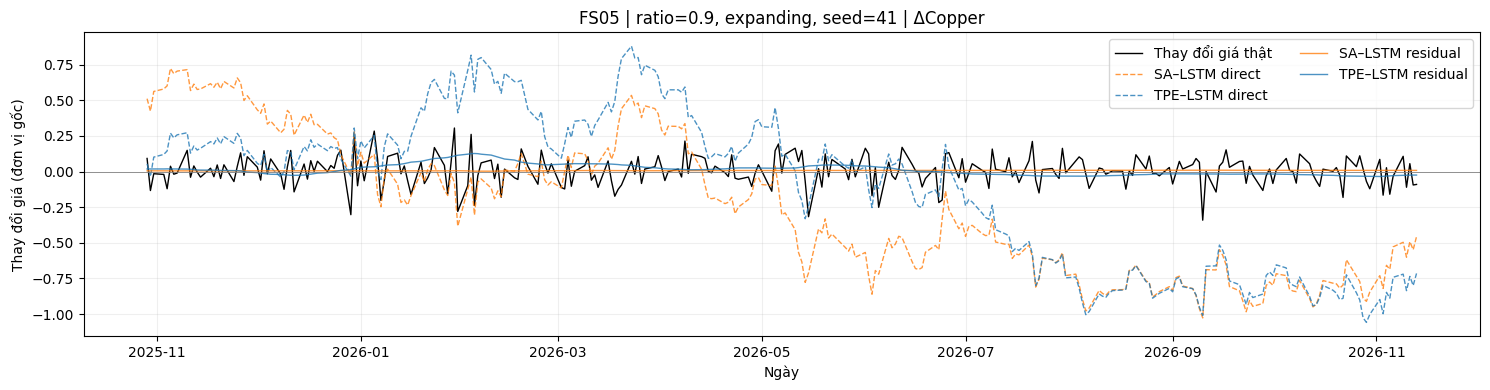 FS05 | ratio=0.9, expanding, seed=41 | ΔCopper
Thay đổi giá thật
SA–LSTM direct
TPE–LSTM direct
SA–LSTM residual
TPE–LSTM residual
Thay đổi giá (đơn vị gốc)
0.75
0.50
0.25
0.00
−0.25
−0.50
−0.75
−1.00
2025-11 2026-01 2026-03 2026-05 2026-07 2026-09 2026-11
Ngày